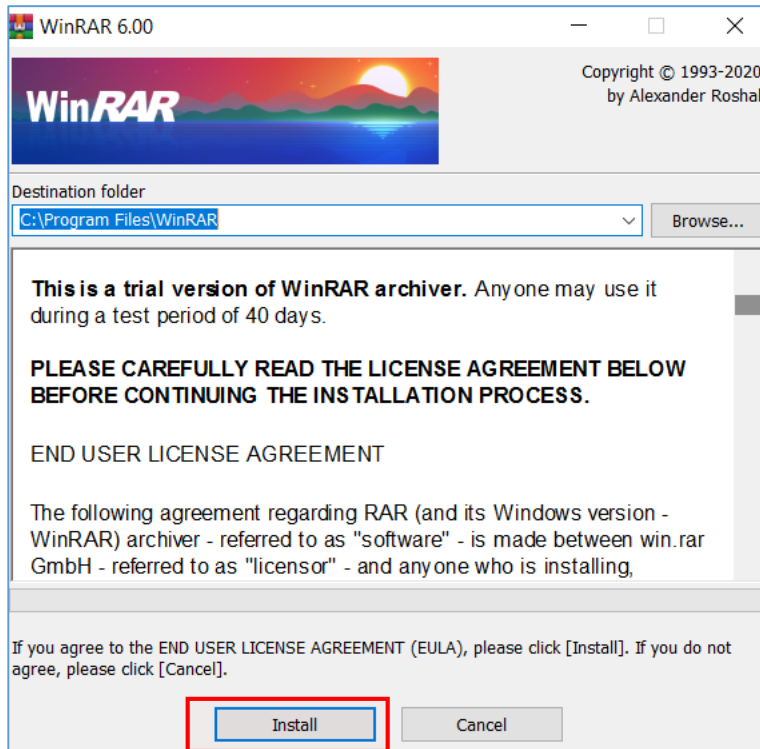 WinRAR 6.00
WinRAR
Copyright © 1993-2020
by Alexander Roshal
Destination folder
C:\Program Files\WinRAR
Browse...
This is a trial version of WinRAR archiver. Anyone may use it
during a test period of 40 days.
PLEASE CAREFULLY READ THE LICENSE AGREEMENT BELOW
BEFORE CONTINUING THE INSTALLATION PROCESS.
END USER LICENSE AGREEMENT
The following agreement regarding RAR (and its Windows version -
WinRAR) archiver - referred to as "software" - is made between win.rar
GmbH - referred to as "licensor" - and anyone who is installing,
If you agree to the END USER LICENSE AGREEMENT (EULA), please click [Install]. If you do not
agree, please click [Cancel].
Install
Cancel